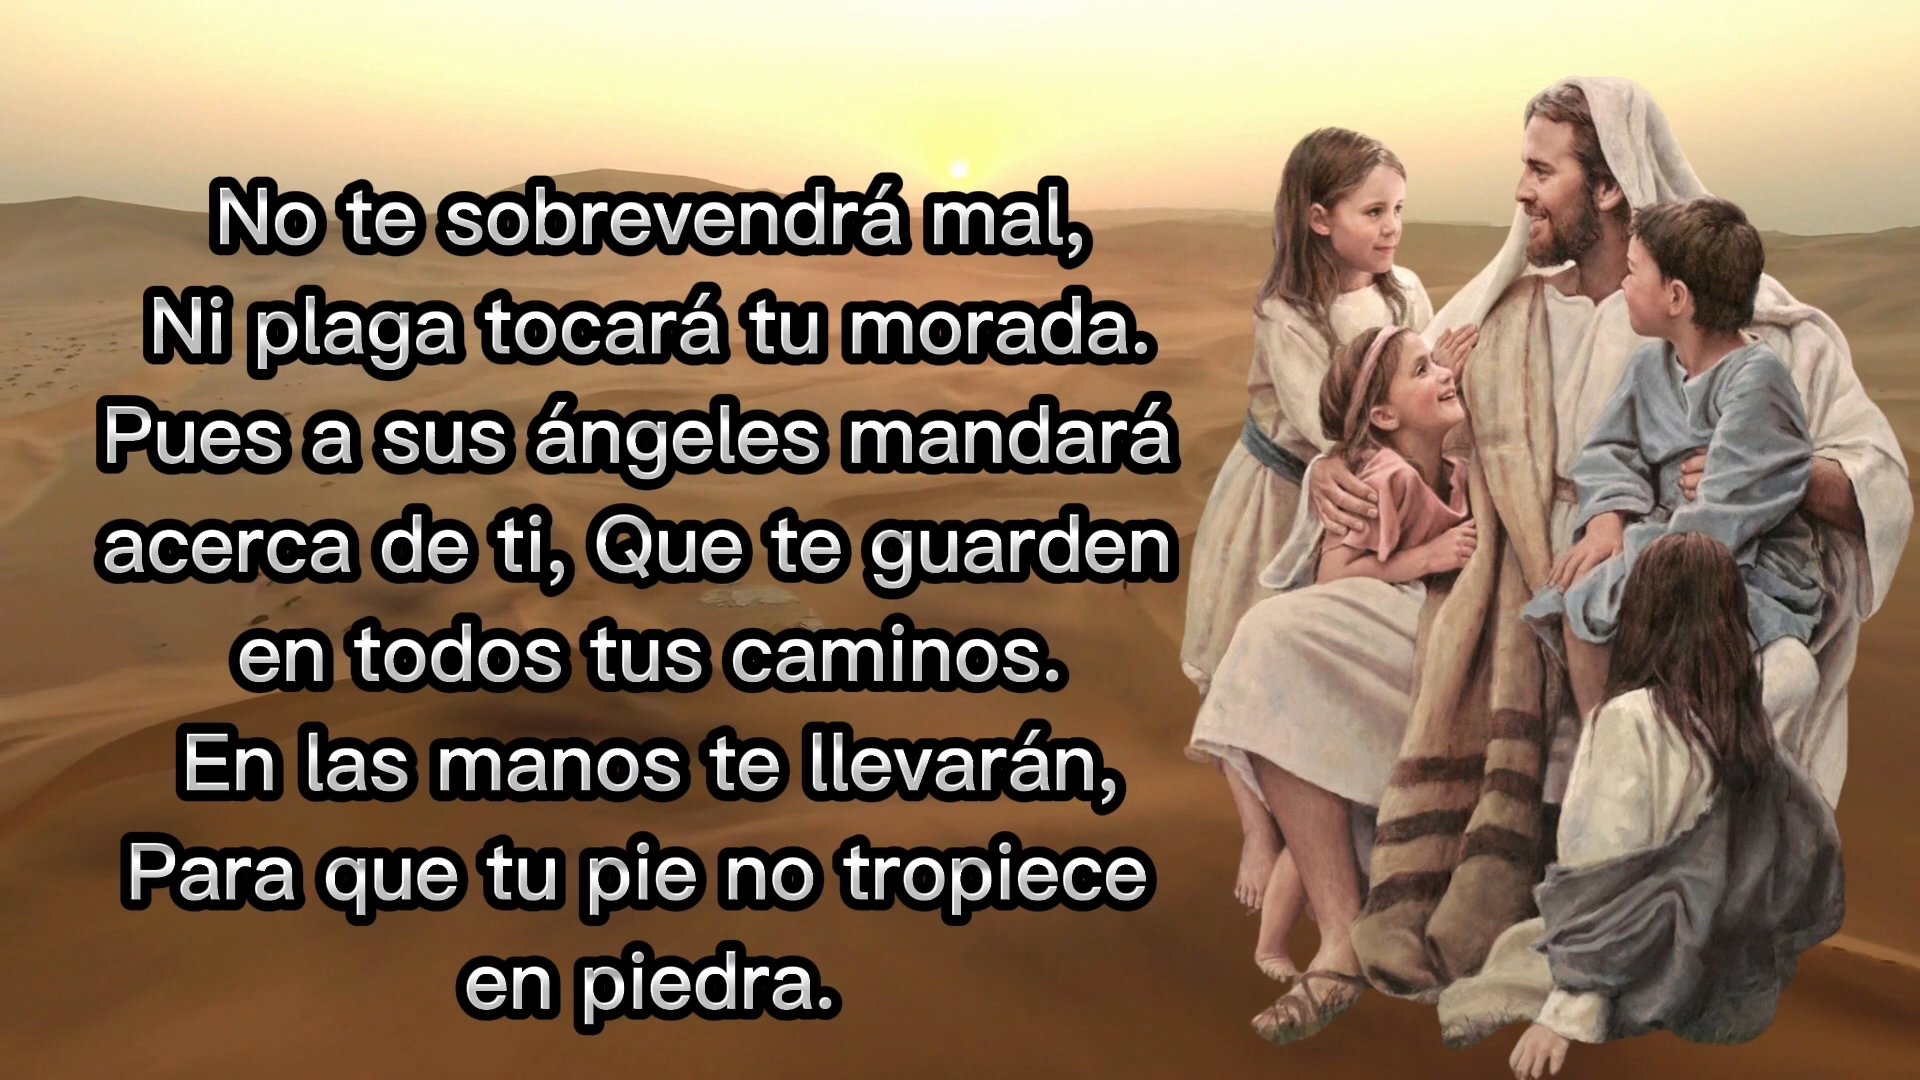 No te sobrevendrá mal,
Ni plaga tocará tu morada.
Pues a sus ángeles mandará
acerca de ti, Que te guarden
en todos tus caminos.
En las manos te llevarán,
Para que tu pie no tropiece
en piedra.